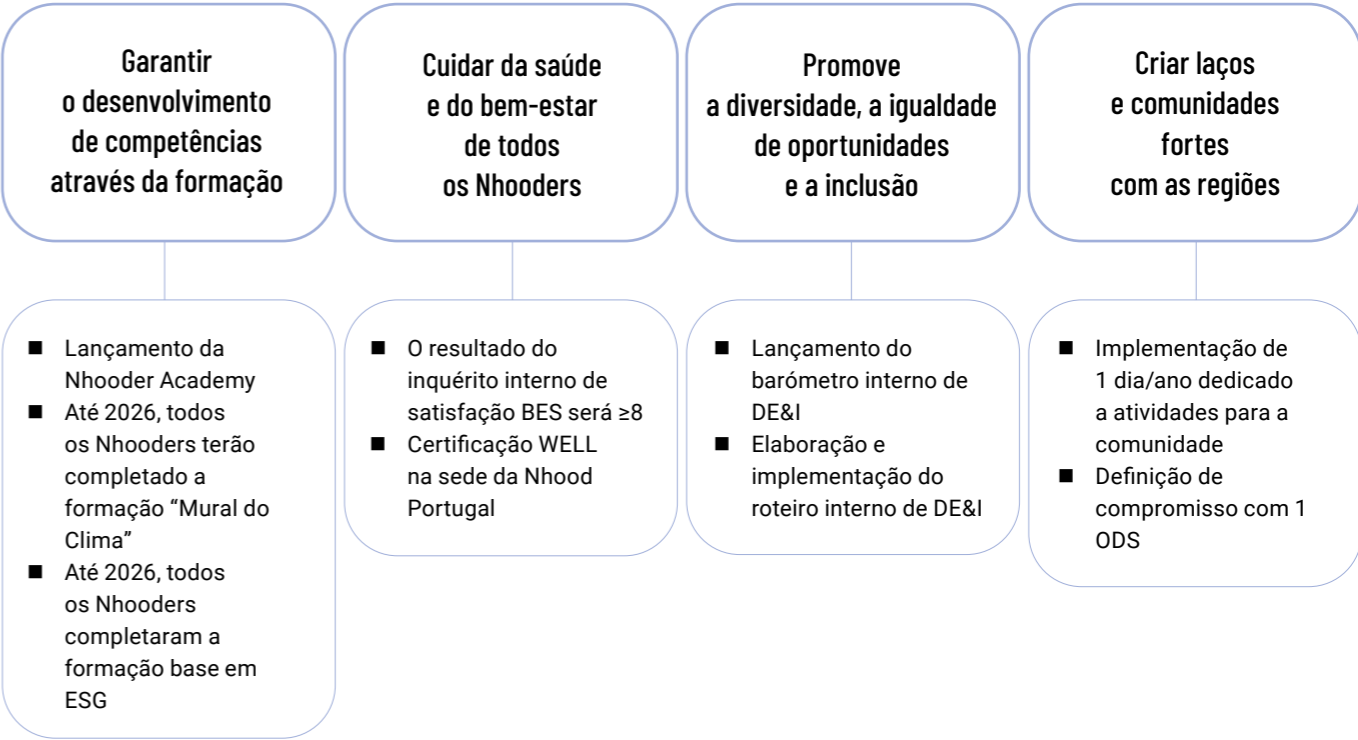 Garantir
o desenvolvimento
de competências
através da formação
Cuidar da saúde
e do bem-estar
de todos
os Nhooders
Promove
a diversidade, a igualdade
de oportunidades
e a inclusão
Criar laços
e comunidades
fortes
com as regiões
■ Lançamento da
Nhooder Academy
■ Até 2026, todos
os Nhooders terão
completado a
formação “Mural do
Clima”
■ Até 2026, todos
os Nhooders
completaram a
formação base em
ESG
■ O resultado do
inquérito interno de
satisfação BES será ≥8
■ Certificação WELL
na sede da Nhood
Portugal
■ Lançamento do
barómetro interno de
DE&I
■ Elaboração e
implementação do
roteiro interno de DE&I
■ Implementação de
1 dia/ano dedicado
a atividades para a
comunidade
■ Definição de
compromisso com 1
ODS